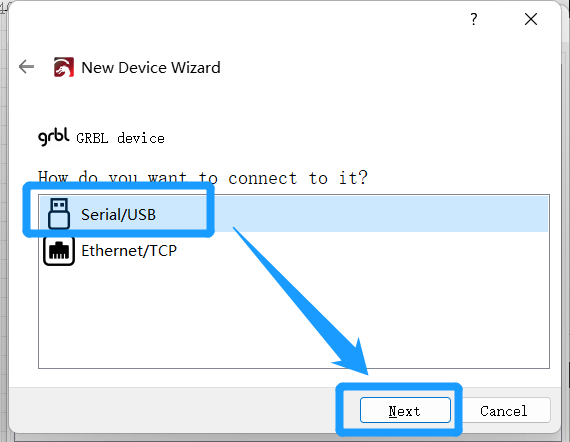 ?
New Device Wizard
grbl GRBL device
How do you want to connect to it?
Serial/USB
Ethernet/TCP
Next Cancel